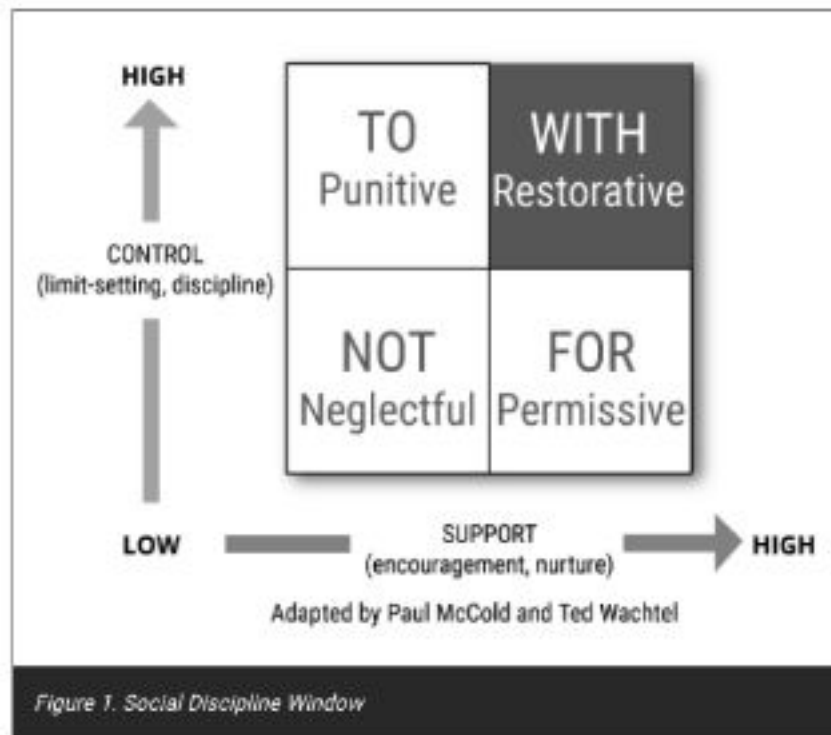 HIGH
TO
Punitive
WITH
Restorative
CONTROL
(limit-setting, discipline)
NOT
Neglectful
FOR
Permissive
LOW
SUPPORT
(encouragement, nurture)
HIGH
Adapted by Paul McCold and Ted Wachtel
Figure 1. Social Discipline Window